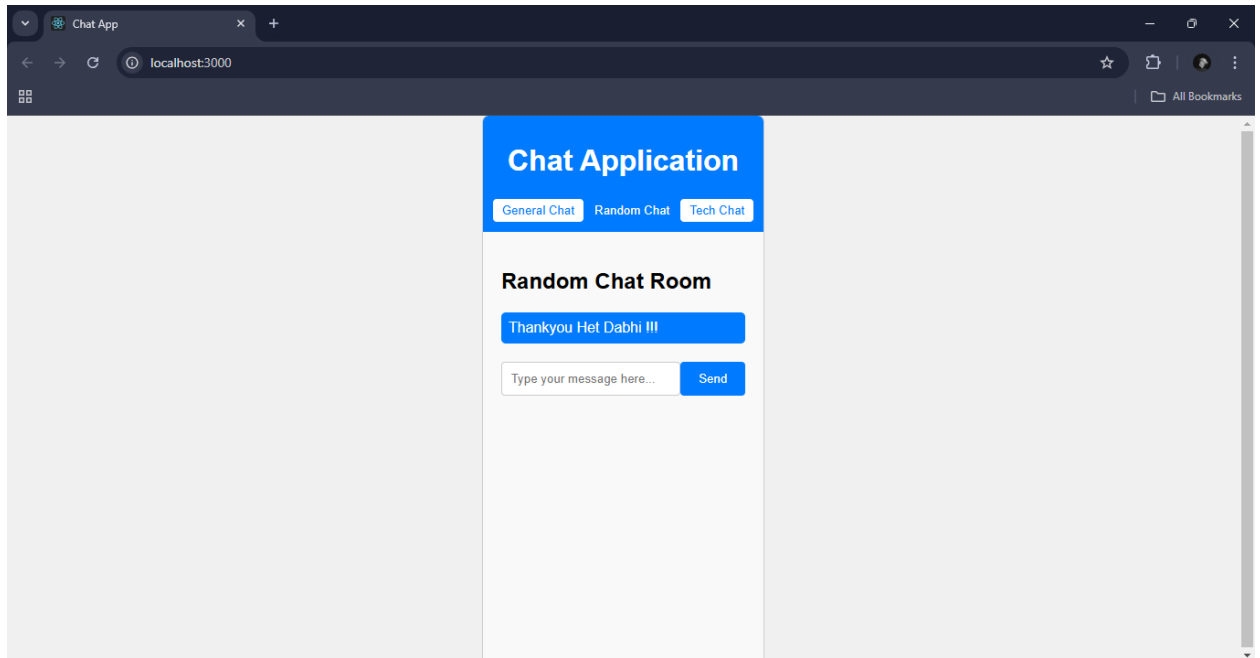 Chat App
localhost:3000
All Bookmarks
Chat Application
General Chat Random Chat Tech Chat
Random Chat Room
Thankyou Het Dabhi !!!
Type your message here... Send